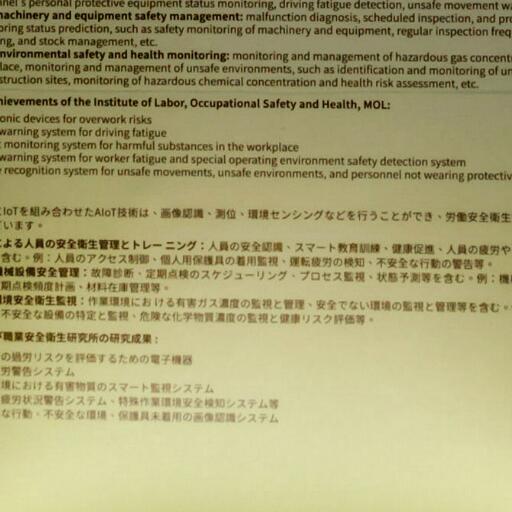 nel's personal protective equipment status monitoring, driving fatigue detection, unsafe movement wa
machinery and equipment safety management: malfunction diagnosis, scheduled inspection, and pro
oring status prediction, such as safety monitoring of machinery and equipment, regular inspection freq
ng, and stock management, etc.
nvironmental safety and health monitoring: monitoring and management of hazardous gas concent
lace, monitoring and management of unsafe environments, such as identification and monitoring of un
struction sites, monitoring of hazardous chemical concentration and health risk assessment, etc.
hievements of the Institute of Labor, Occupational Safety and Health, MOL:
onic devices for overwork risks
warning system for driving fatigue
monitoring system for harmful substances in the workplace
warning system for worker fatigue and special operating environment safety detection system
recognition system for unsafe movements, unsafe environments, and personnel not wearing protectiv
IoTを組み合わせたAIoT技術は、画像認識、測位、環境センシングなどを行うことができ、労働安全衛生
います。
による人員の安全衛生管理とトレーニング:人員の安全認識、スマート教育訓練、健康促進、人員の疲労や
含む。例:人員のアクセス制御、個人用保護具の着用監視、運転疲労の検知、不安全な行動の警告等。
機械設備安全管理:故障診断、定期点検のスケジューリング、プロセス監視、状態予測等を含む。例:機
期点検頻度計画、材料在庫管理等。
環境安全衛生監視:作業環境における有害ガス濃度の監視と管理、安全でない環境の監視と管理等を含む。
不安全な設備の特定と監視、危険な化学物質濃度の監視と健康リスク評価等。
職業安全衛生研究所の研究成果:
の過労リスクを評価するための電子機器
労警告システム
境における有害物質のスマート監視システム
疲労状況警告システム、特殊作業環境安全検知システム等
な行動、不安全な環境、保護具未着用の画像認識システム